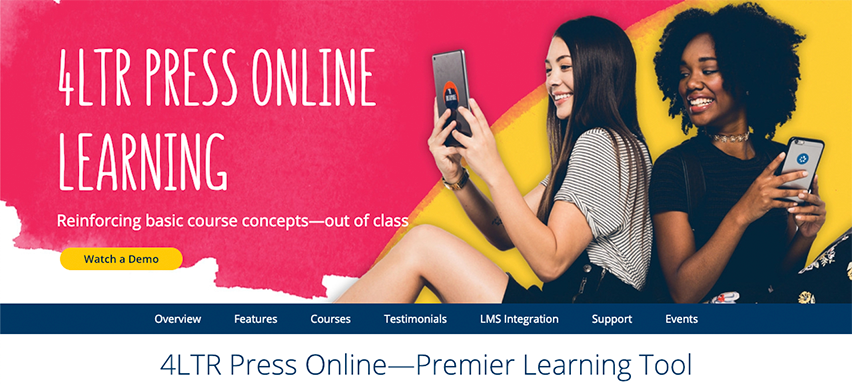 4LTR PRESS ONLINE
LEARNING
Reinforcing basic course concepts—out of class
Watch a Demo
Overview Features Courses Testimonials LMS Integration Support Events
4LTR Press Online—Premier Learning Tool